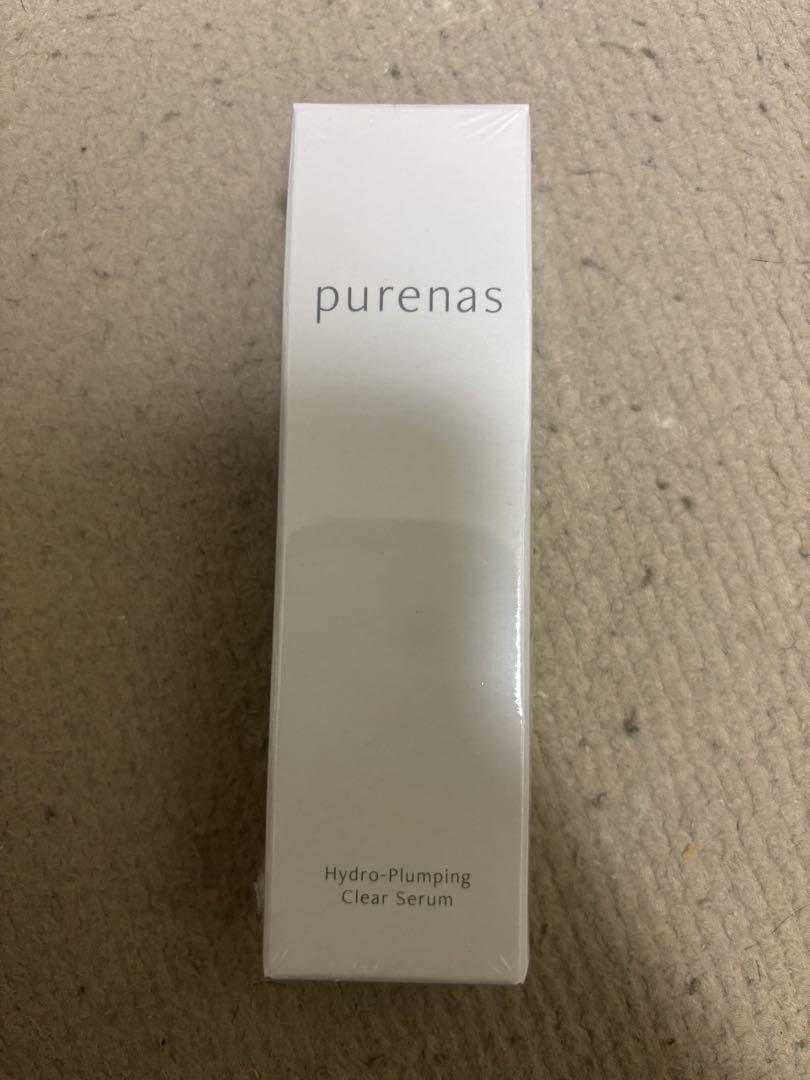 purenas
Hydro-Plumping
Clear Serum